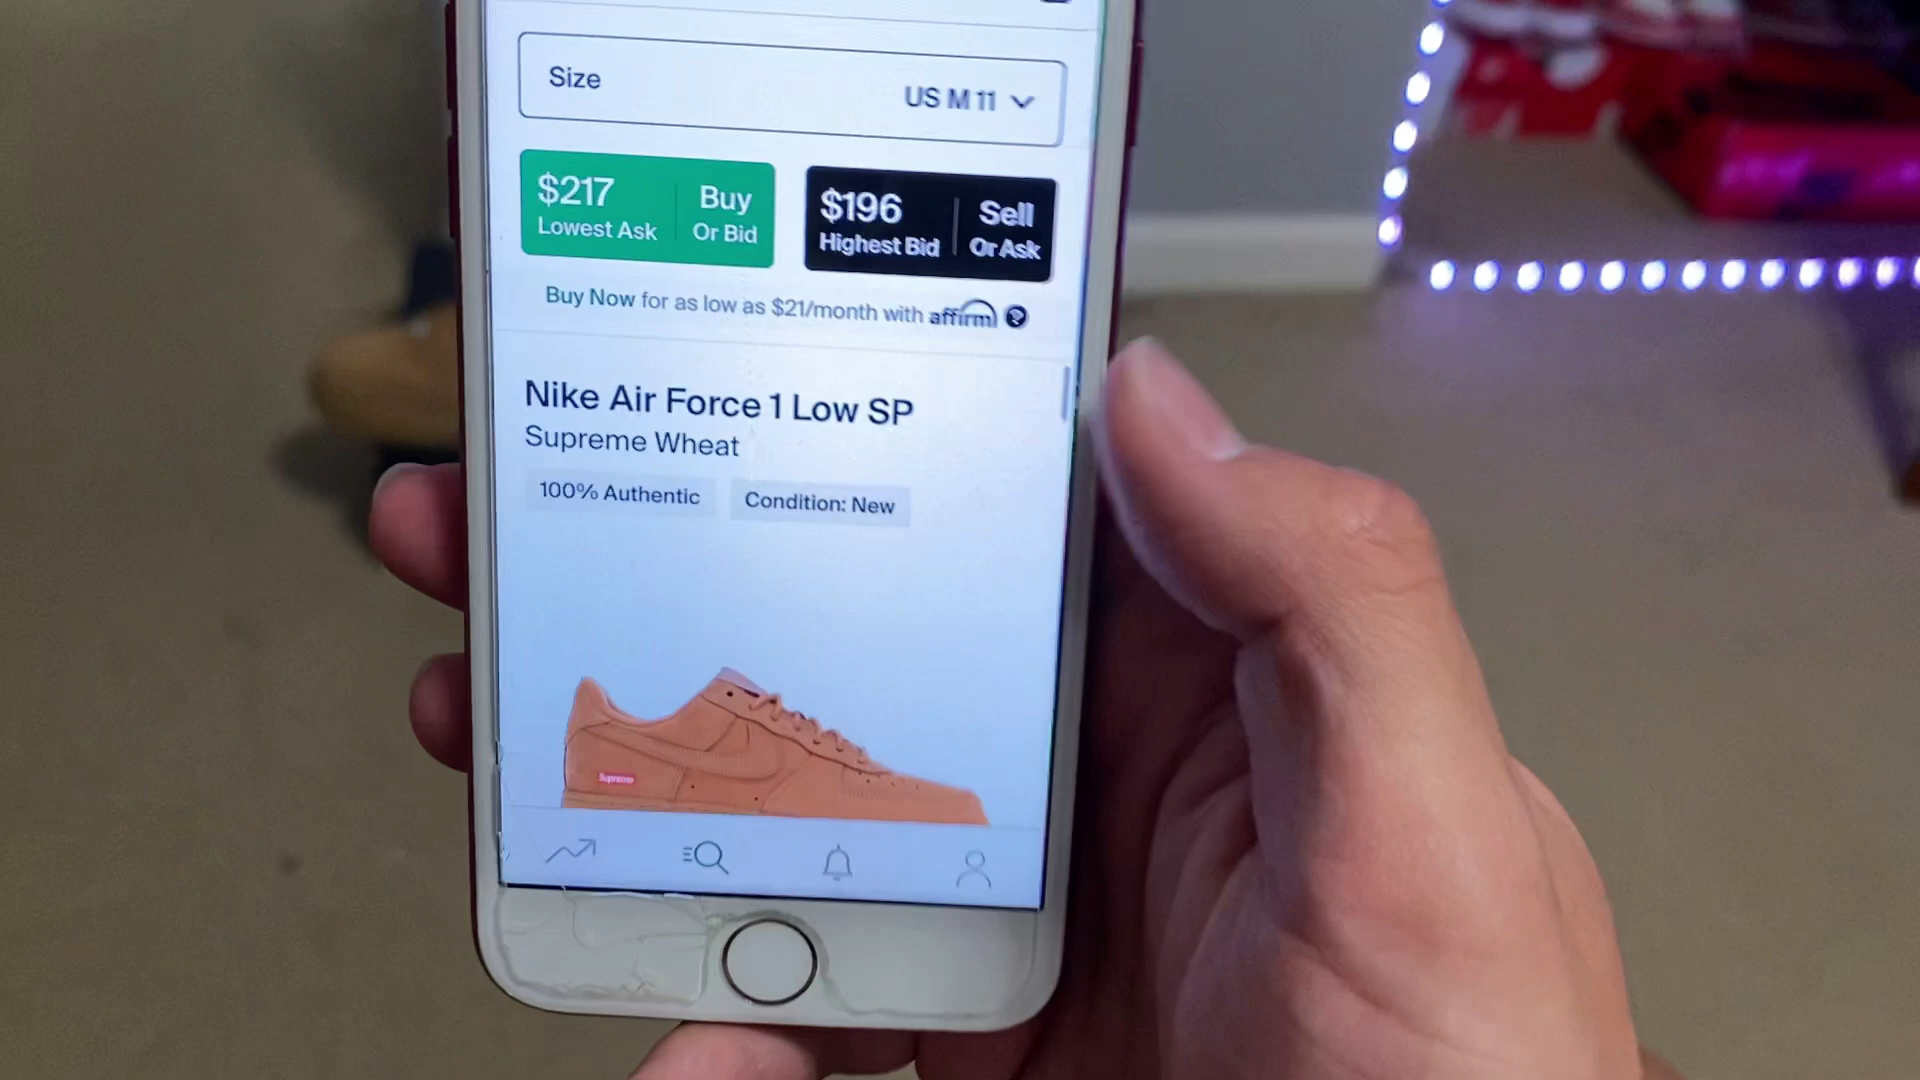 Size
US M 11
$217
Lowest Ask
Buy
Or Bid
$196
Highest Bid
Sell
Or Ask
Buy Now for as low as $21/month with affirm
Nike Air Force 1 Low SP
Supreme Wheat
100% Authentic
Condition: New
Supreme